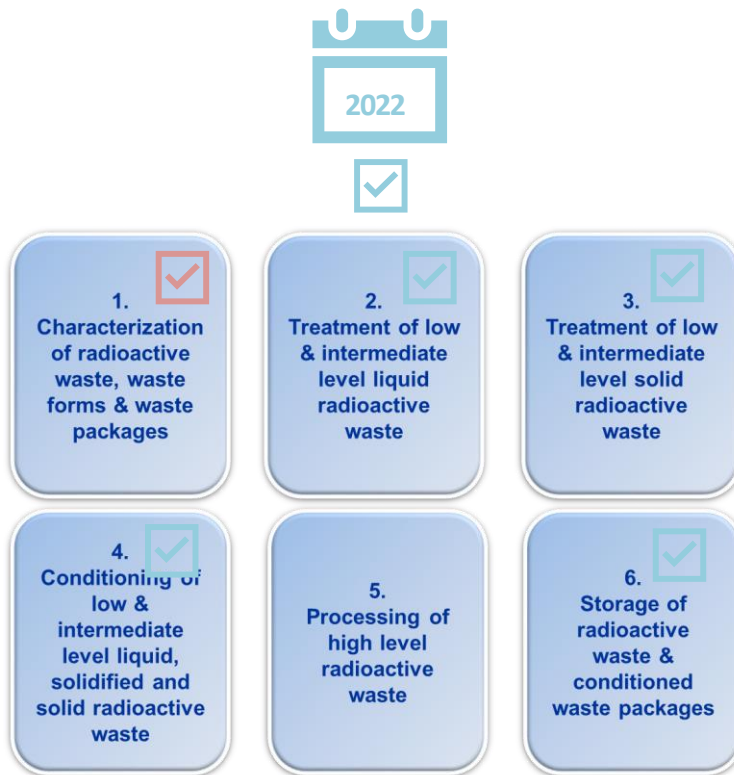 2022
1.
Characterization
of radioactive
waste, waste
forms & waste
packages
2.
Treatment of low
& intermediate
level liquid
radioactive
waste
3.
Treatment of low
& intermediate
level solid
radioactive
waste
4.
Conditioning of
low &
intermediate
level liquid,
solidified and
solid radioactive
waste
5.
Processing of
high level
radioactive
waste
6.
Storage of
radioactive
waste &
conditioned
waste packages